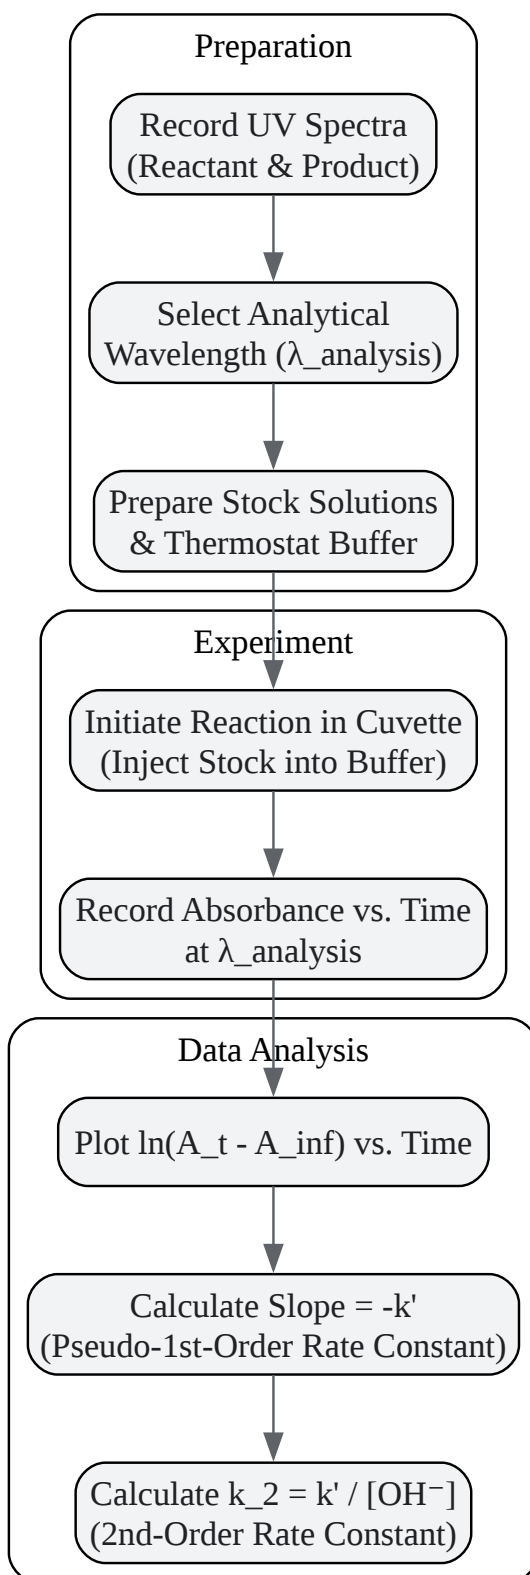 Preparation
Record UV Spectra
(Reactant & Product)
Select Analytical
Wavelength (λ_analysis)
Prepare Stock Solutions
& Thermostat Buffer
Experiment
Initiate Reaction in Cuvette
(Inject Stock into Buffer)
Record Absorbance vs. Time
at λ_analysis
Data Analysis
Plot ln(A_t - A_inf) vs. Time
Calculate Slope = -k'
(Pseudo-1st-Order Rate Constant)
Calculate k_2 = k' / [OH⁻]
(2nd-Order Rate Constant)